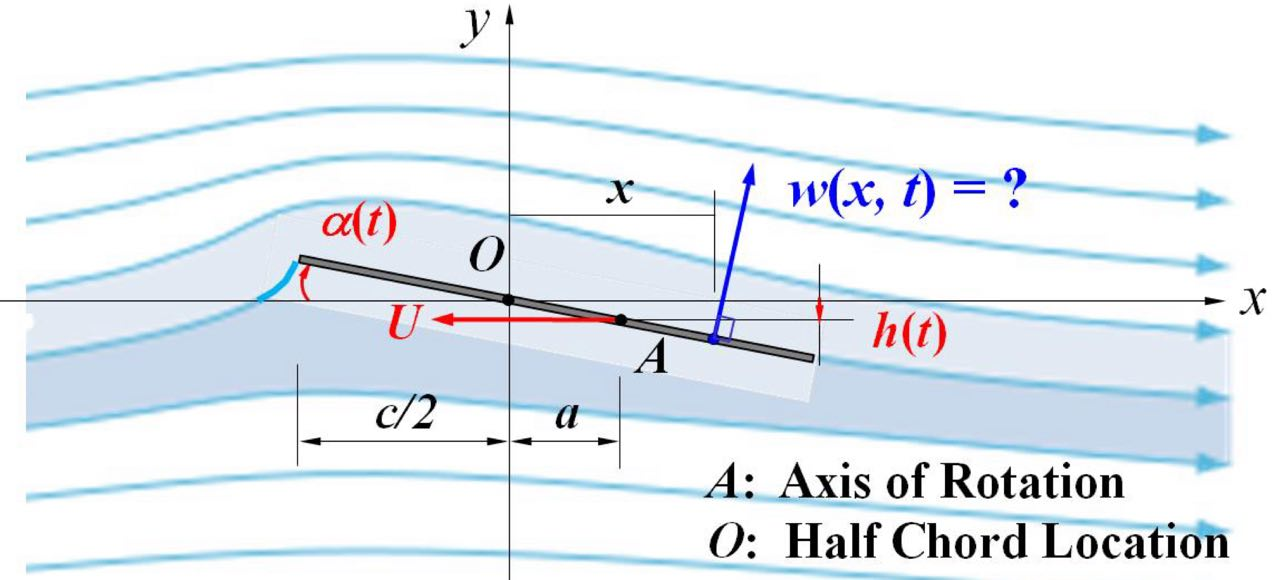 y
α(t)
x
w(x, t) = ?
O
x
U
A
h(t)
c/2
a
A: Axis of Rotation
O: Half Chord Location